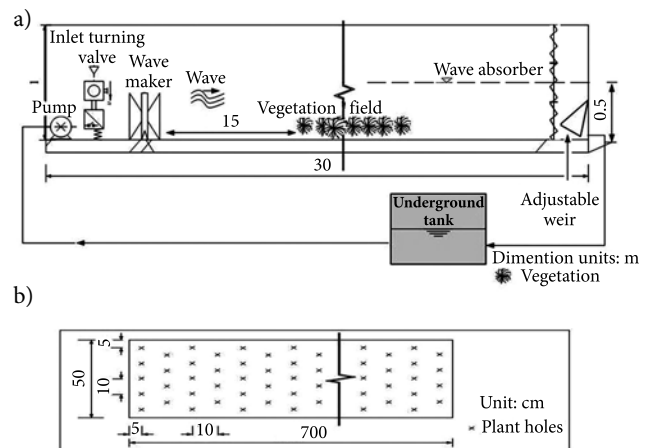 a)
Inlet turning
valve
Wave
maker
Wave
Wave absorber
Pump
Vegetation field
15
0.5
30
Adjustable
weir
Underground
tank
Dimention units: m
Vegetation
b)
5
50
10
Unit: cm
Plant holes
5
10
700